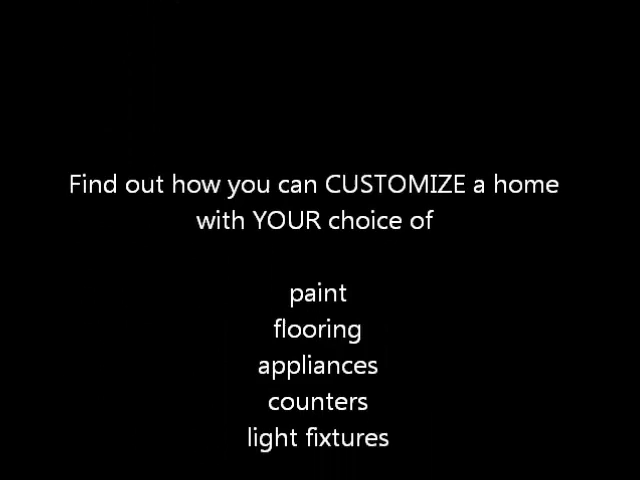 Find out how you can CUSTOMIZE a home
with YOUR choice of
paint
flooring
appliances
counters
light fixtures